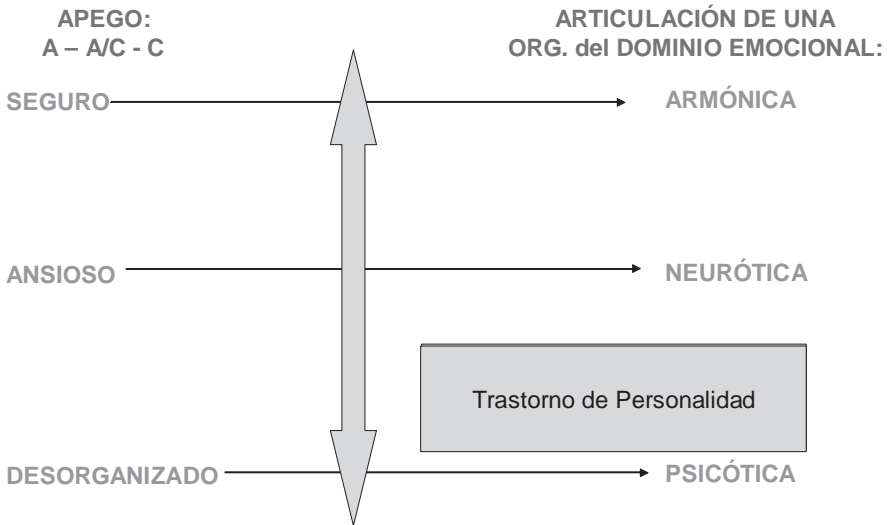 APEGO:
A – A/C - C
ARTICULACIÓN DE UNA
ORG. del DOMINIO EMOCIONAL:
SEGURO
ARMÓNICA
ANSIOSO
NEURÓTICA
Trastorno de Personalidad
DESORGANIZADO
PSICÓTICA